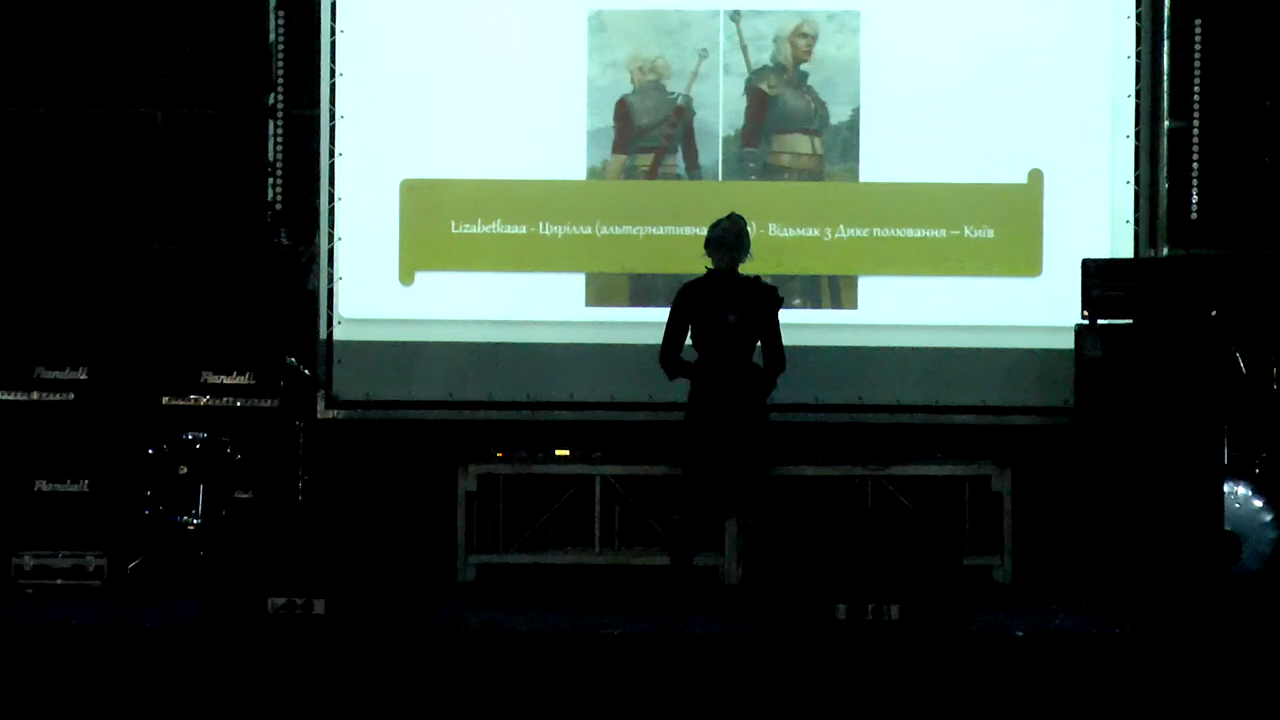 Lizabetkaaa - Цирілла (альтернативна ) - Відьмак 3 Дике полювання – Київ
Randall
Randall
Randall